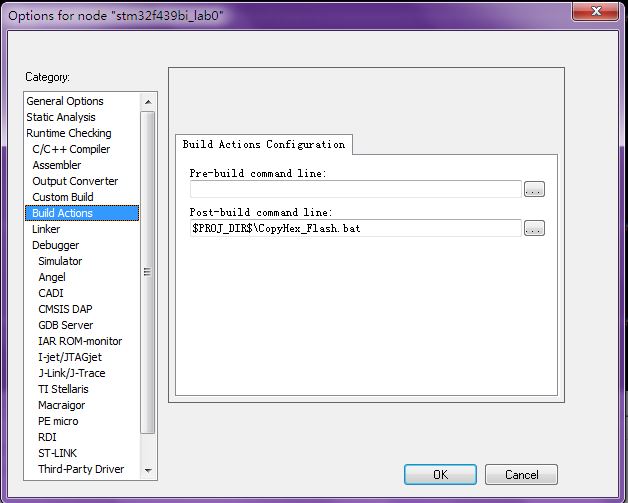 Options for node "stm32f439bi_lab0"
Category:
General Options
Static Analysis
Runtime Checking
C/C++ Compiler
Assembler
Output Converter
Custom Build
Build Actions
Linker
Debugger
Simulator
Angel
CADI
CMSIS DAP
GDB Server
IAR ROM-monitor
I-jet/JTAGjet
J-Link/J-Trace
TI Stellaris
Macraigor
PE micro
RDI
ST-LINK
Third-Party Driver
Build Actions Configuration
Pre-build command line:
...
Post-build command line:
$PROJ_DIR$\CopyHex_Flash.bat
...
OK
Cancel